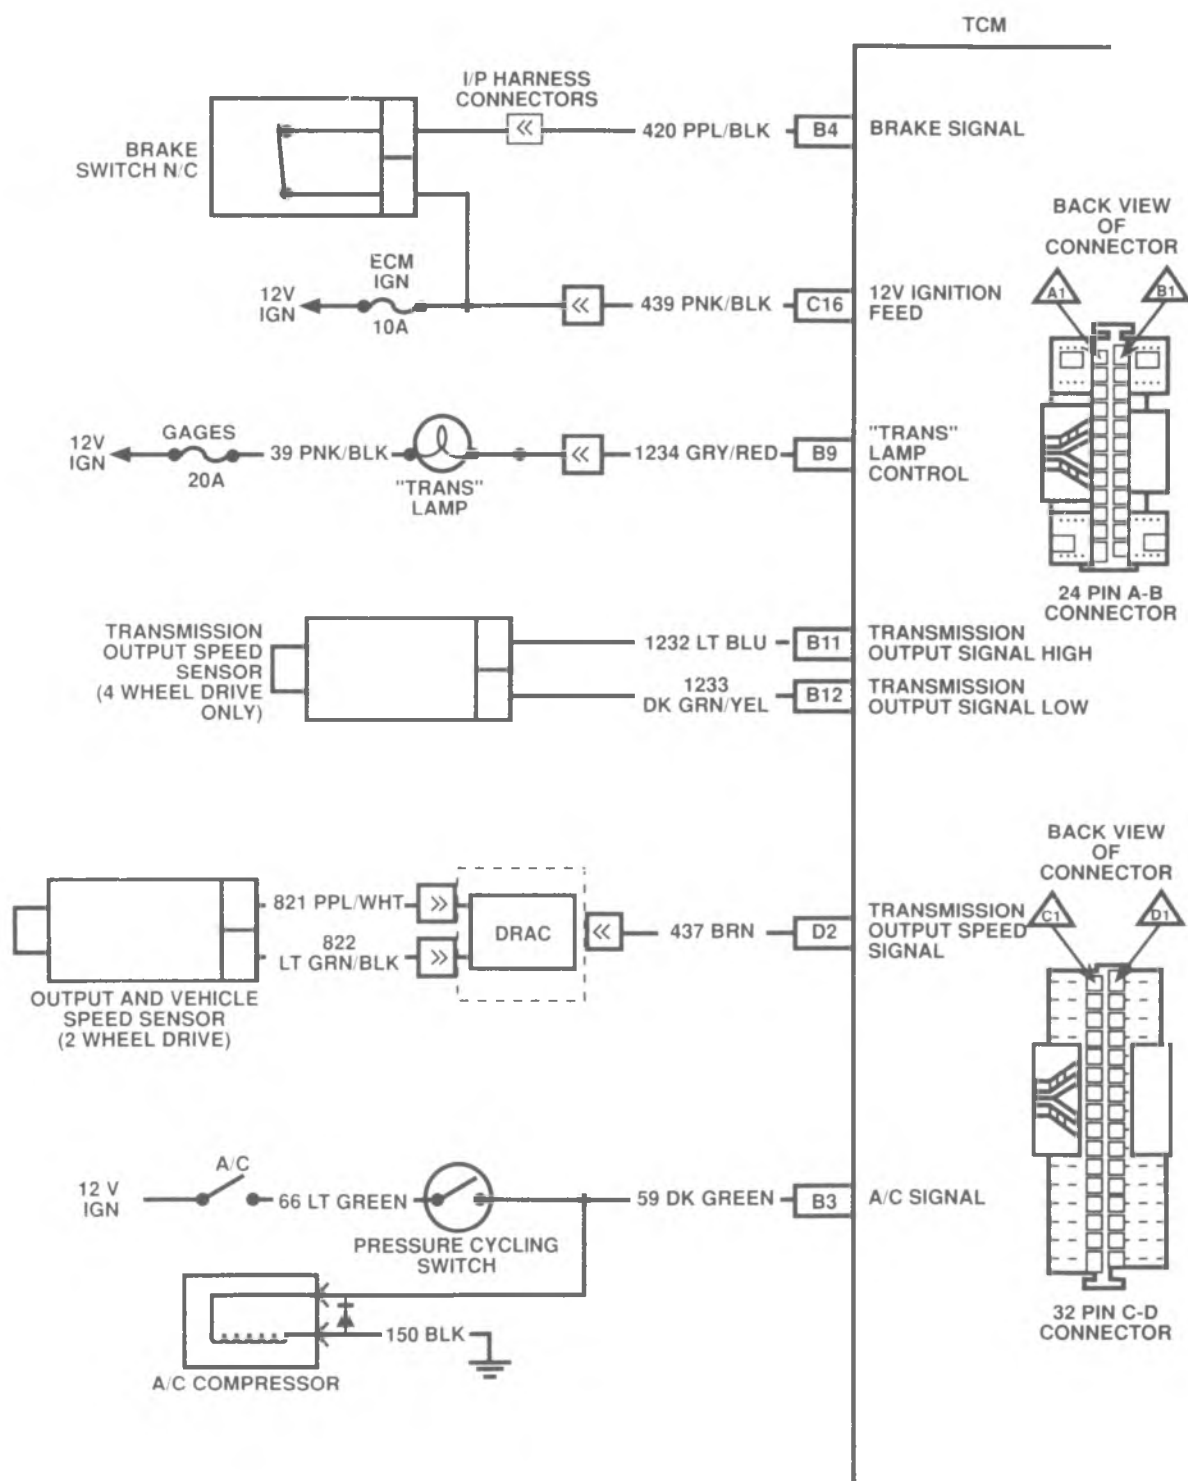 TCM
I/P HARNESS
CONNECTORS
BRAKE
SWITCH N/C
420 PPL/BLK
B4
BRAKE SIGNAL
BACK VIEW
OF
CONNECTOR
A1
B1
ECM
IGN
12V
IGN
10A
439 PNK/BLK
C16
12V IGNITION
FEED
12V
IGN
GAGES
20A
39 PNK/BLK
"TRANS"
LAMP
1234 GRY/RED
B9
"TRANS"
LAMP
CONTROL
24 PIN A-B
CONNECTOR
TRANSMISSION
OUTPUT SPEED
SENSOR
(4 WHEEL DRIVE
ONLY)
1232 LT BLU
B11
TRANSMISSION
OUTPUT SIGNAL HIGH
1233
DK GRN/YEL
B12
TRANSMISSION
OUTPUT SIGNAL LOW
BACK VIEW
OF
CONNECTOR
C1
D1
821 PPL/WHT
822
LT GRN/BLK
DRAC
437 BRN
D2
TRANSMISSION
OUTPUT SPEED
SIGNAL
OUTPUT AND VEHICLE
SPEED SENSOR
(2 WHEEL DRIVE)
12 V
IGN
A/C
66 LT GREEN
PRESSURE CYCLING
SWITCH
59 DK GREEN
B3
A/C SIGNAL
150 BLK
A/C COMPRESSOR
32 PIN C-D
CONNECTOR